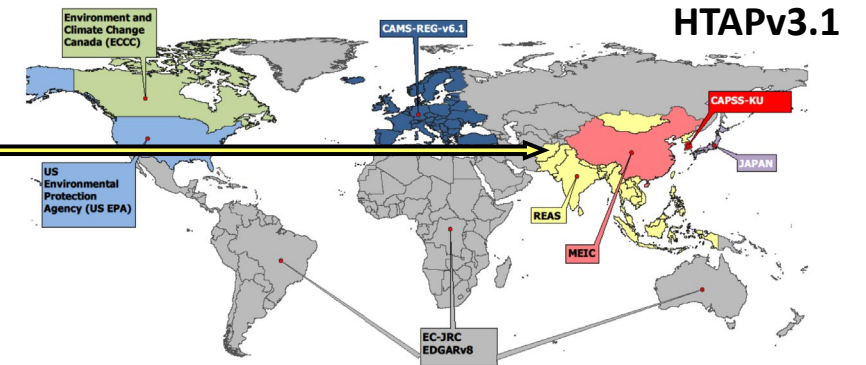 HTAPv3.1
Environment and
Climate Change
Canada (ECCC)
CAMS-REG-v6.1
CAPSS-KU
JAPAN
US
Environmental
Protection
Agency (US EPA)
REAS
MEIC
EC-JRC
EDGARv8